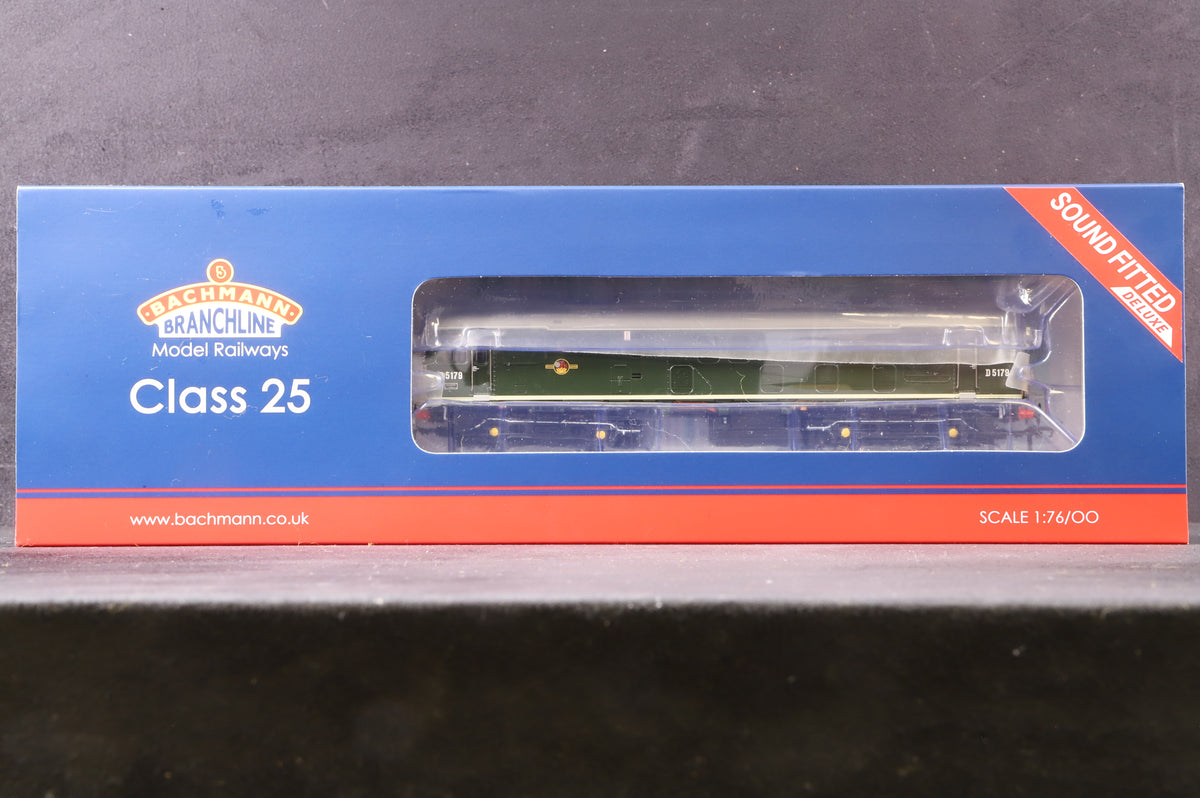 SOUND FITTED
DELUXE
B
BACHMANN
BRANCHLINE
Model Railways
Class 25
D5179
D5179
www.bachmann.co.uk
SCALE 1:76/OO